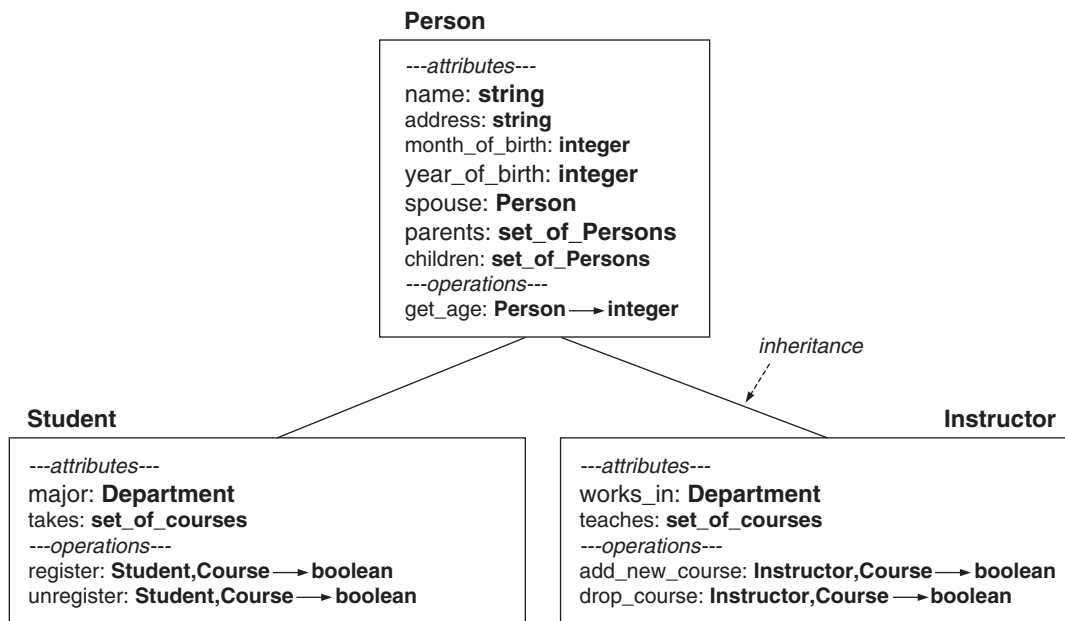 Person
---attributes---
name: string
address: string
month_of_birth: integer
year_of_birth: integer
spouse: Person
parents: set_of_Persons
children: set_of_Persons
---operations---
get_age: Person → integer
inheritance
Student
---attributes---
major: Department
takes: set_of_courses
---operations---
register: Student,Course → boolean
unregister: Student,Course → boolean
Instructor
---attributes---
works_in: Department
teaches: set_of_courses
---operations---
add_new_course: Instructor,Course → boolean
drop_course: Instructor,Course → boolean